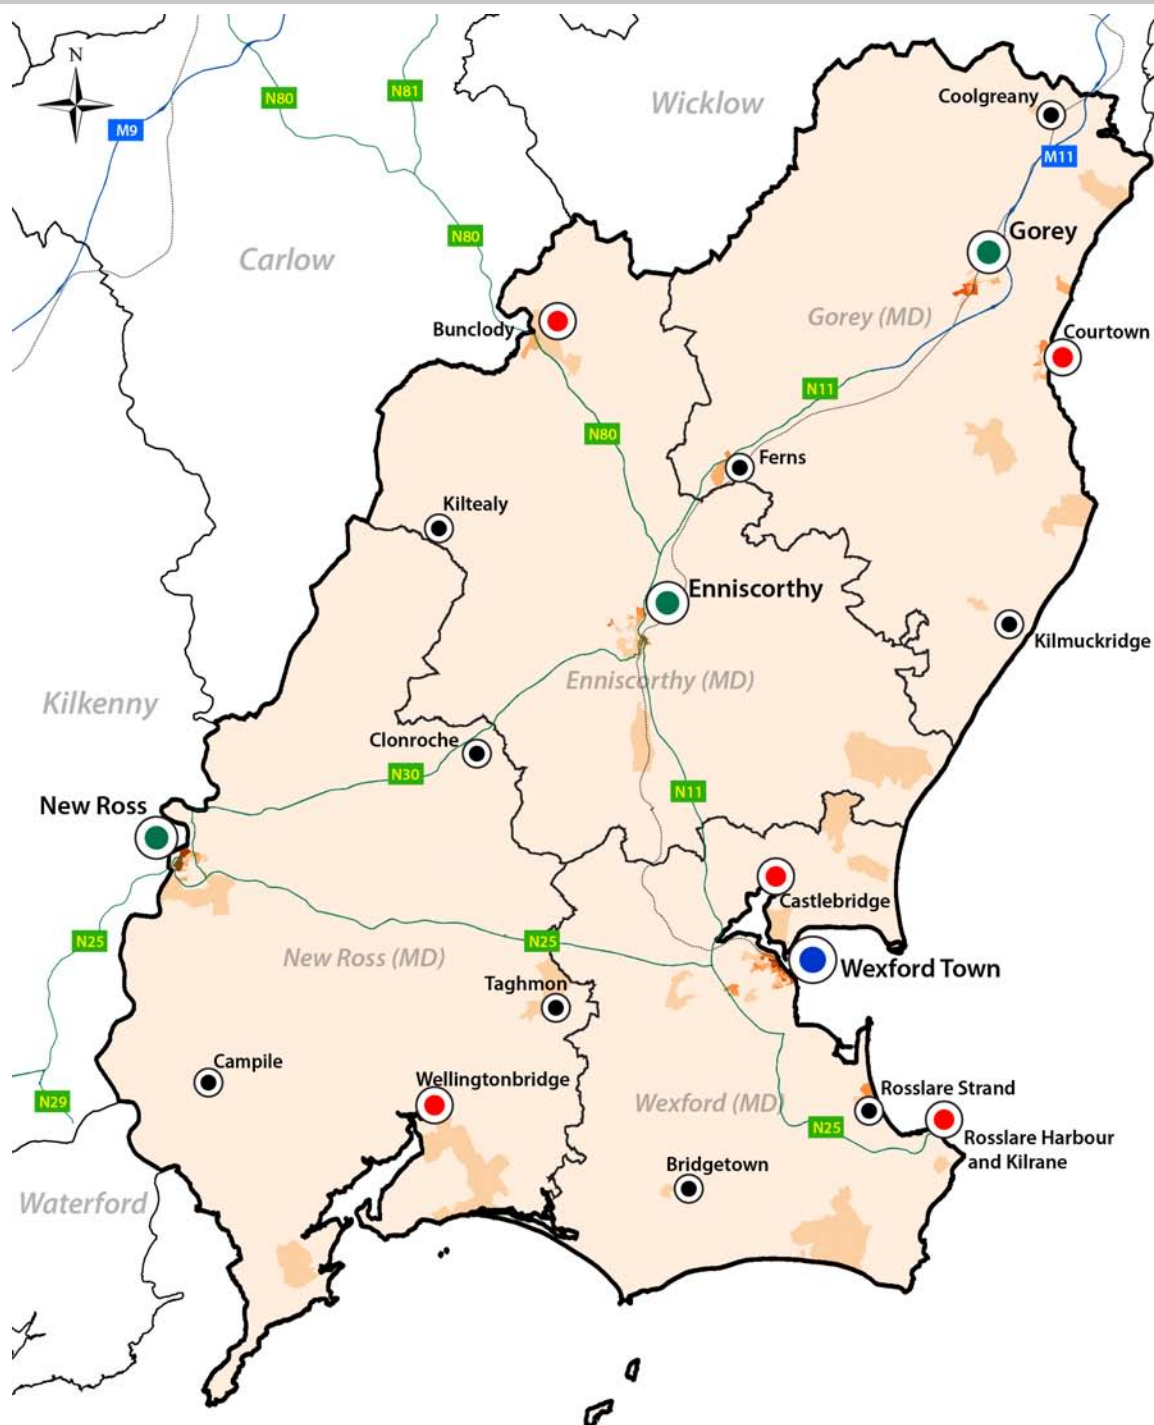 N
Wicklow
Coolgreany
N81
N80
M9
M11
Gorey
N80
Carlow
Gorey (MD)
Bunclody
Courtown
N11
N80
Ferns
Kiltealy
Enniscorthy
Kilmuckridge
Enniscorthy (MD)
Kilkenny
Clonroche
N30
N11
New Ross
Castlebridge
N25
N25
New Ross (MD)
Wexford Town
Taghmon
Campile
Wellingtonbridge
Rosslare Strand
N29
Wexford (MD)
N25
Rosslare Harbour
and Kilrane
Bridgetown
Waterford